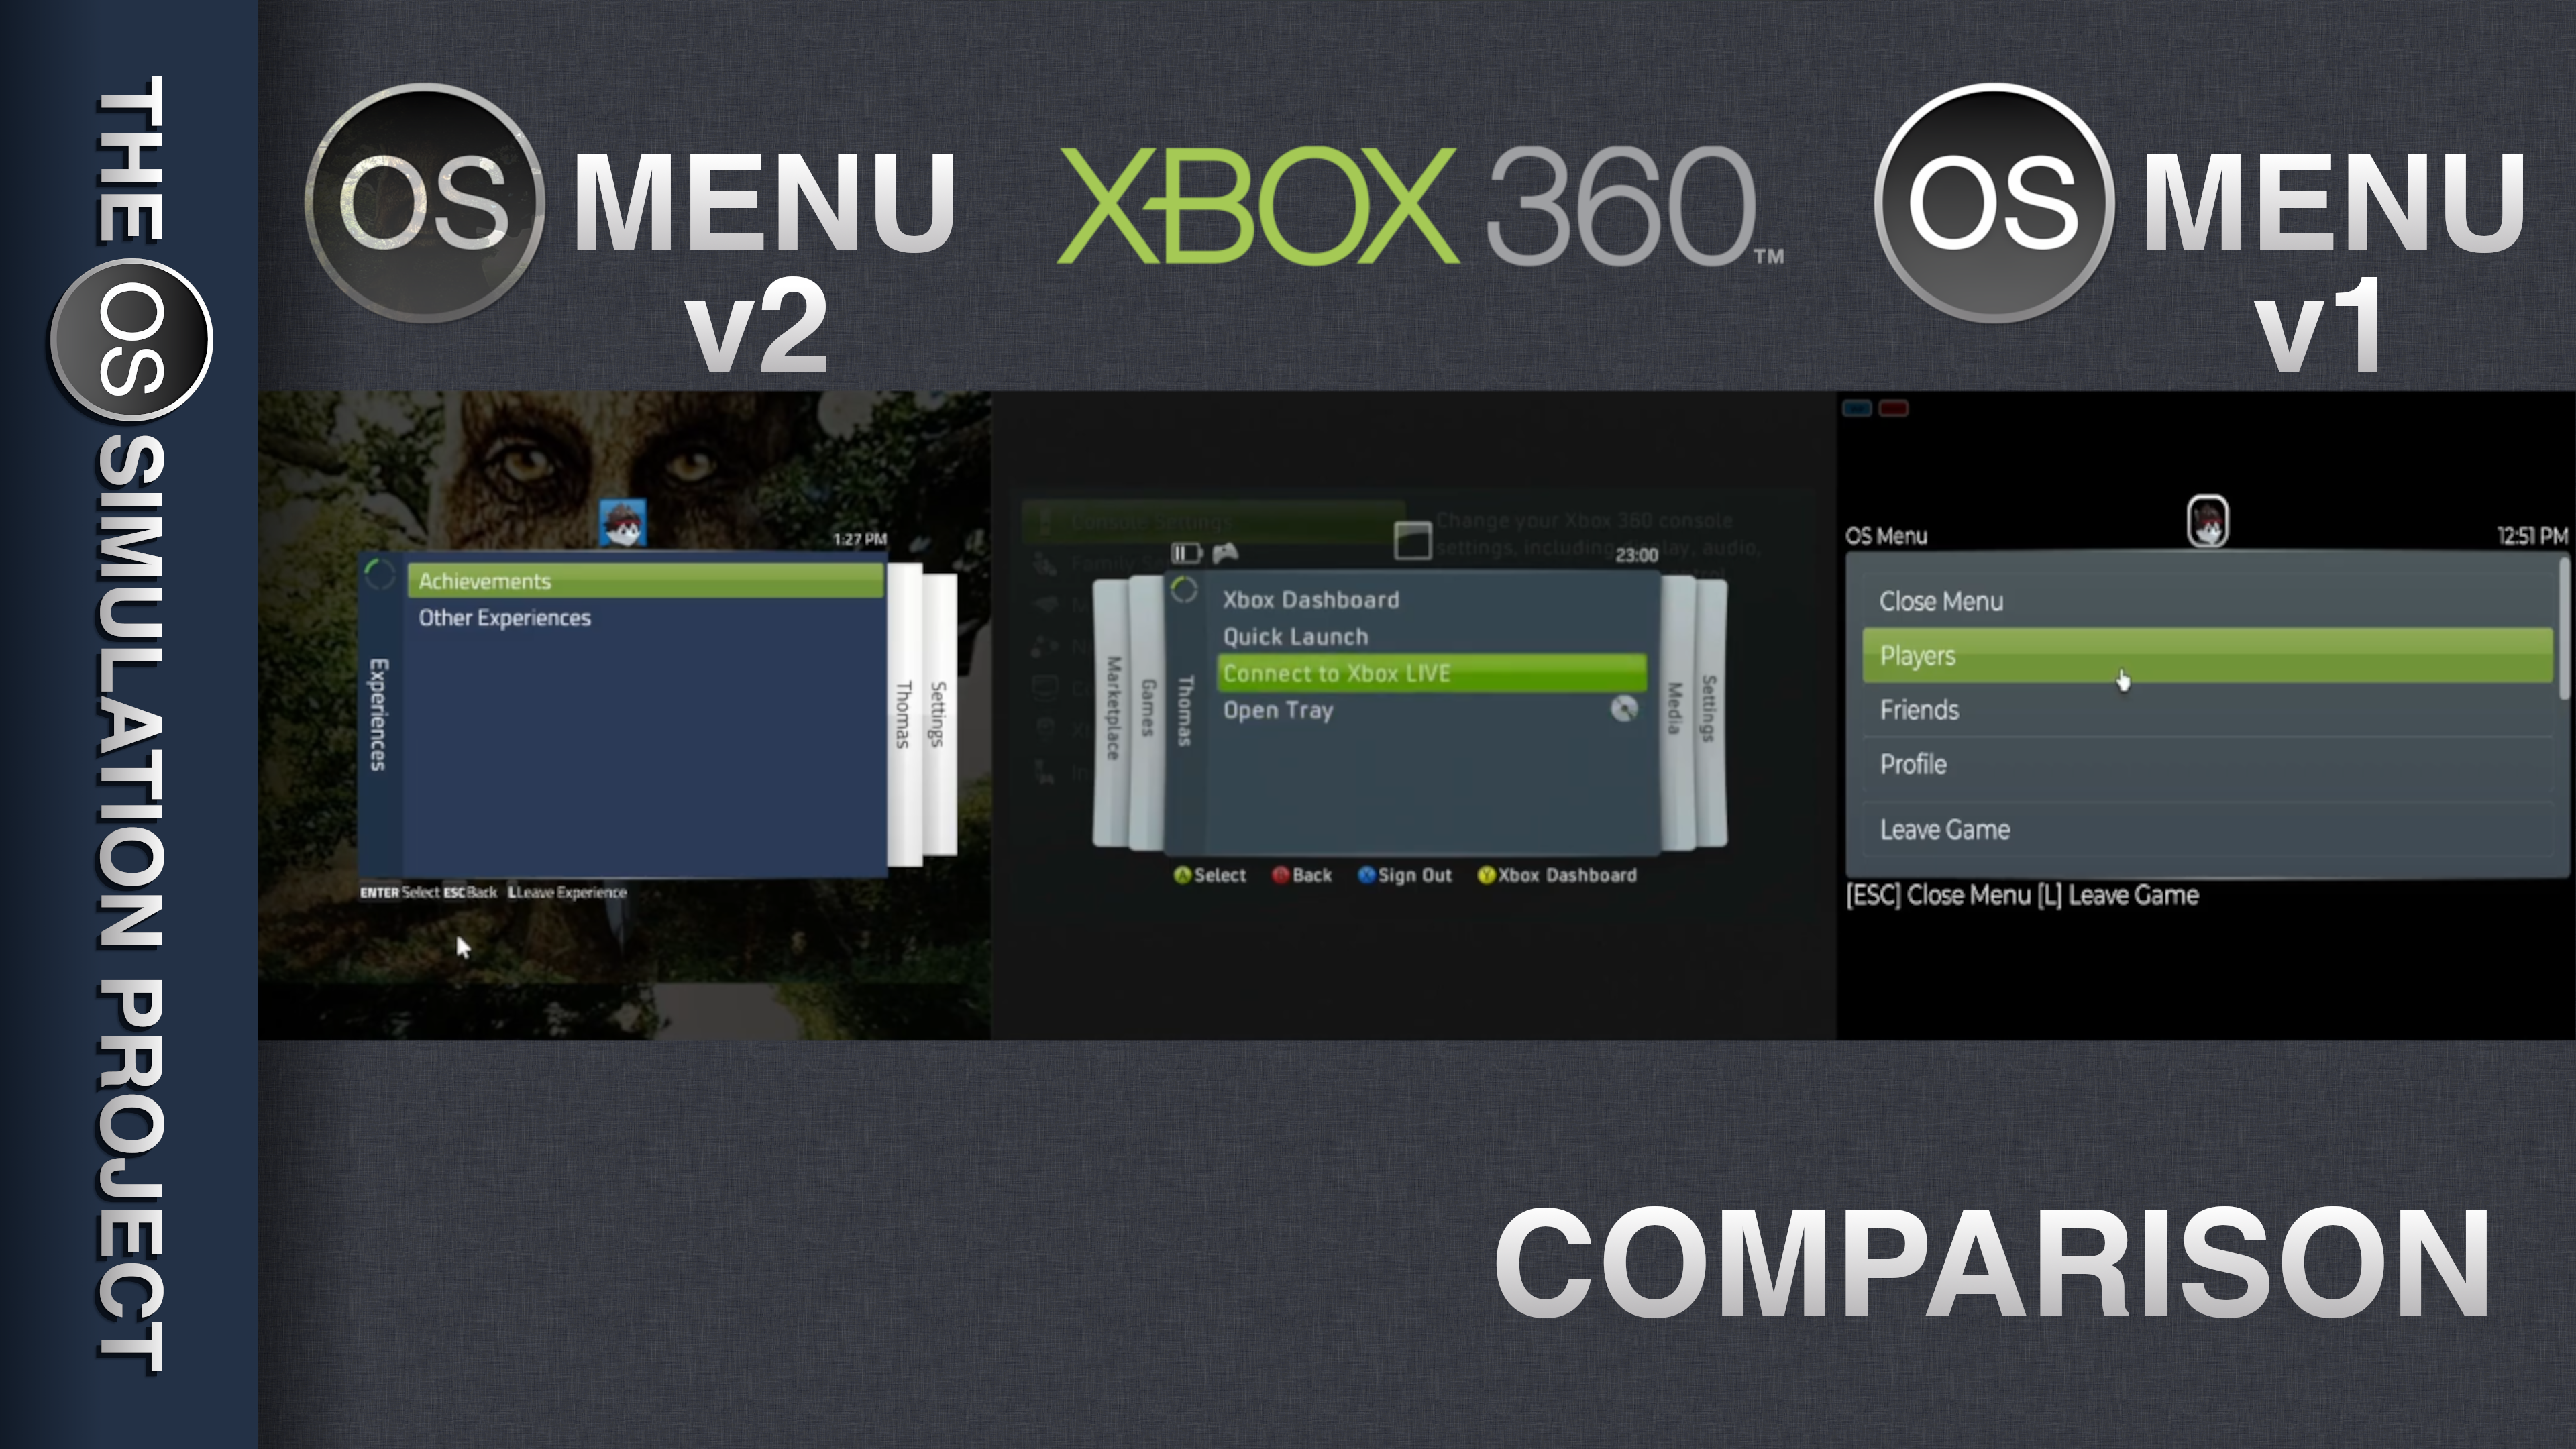 THE OS SIMULATION PROJECT
OS MENU
v2
XBOX 360™
OS MENU
v1
1:27 PM
Achievements
Other Experiences
Experiences
Thomas
Settings
ENTER Select ESC Back L Leave Experience
Console Settings
Change your Xbox 360 console
settings, including display, audio,
23:00
Marketplace
Games
Thomas
Xbox Dashboard
Quick Launch
Connect to Xbox LIVE
Open Tray
Media
Settings
A Select B Back X Sign Out Y Xbox Dashboard
OS Menu
12:51 PM
Close Menu
Players
Friends
Profile
Leave Game
[ESC] Close Menu [L] Leave Game
COMPARISON